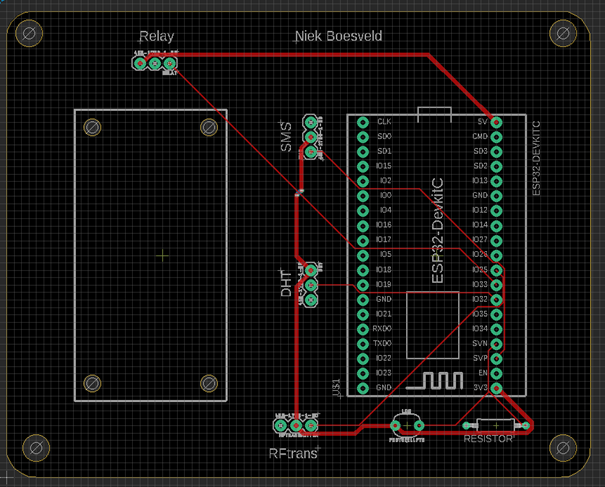 Relay
Niek Boesveld
SMS
DHT
RFtrans
ESP32-DevkitC
ESP32-DEVKITC
U$1
CLK
SD0
SD1
IO15
IO2
IO0
IO4
IO16
IO17
IO5
IO18
IO19
GND
IO21
RXD0
TXD0
IO22
IO23
GND
5V
CMD
SD3
SD2
IO13
GND
IO12
IO14
IO27
IO26
IO25
IO33
IO32
IO35
IO34
SVN
SVP
EN
3V3
RESISTOR